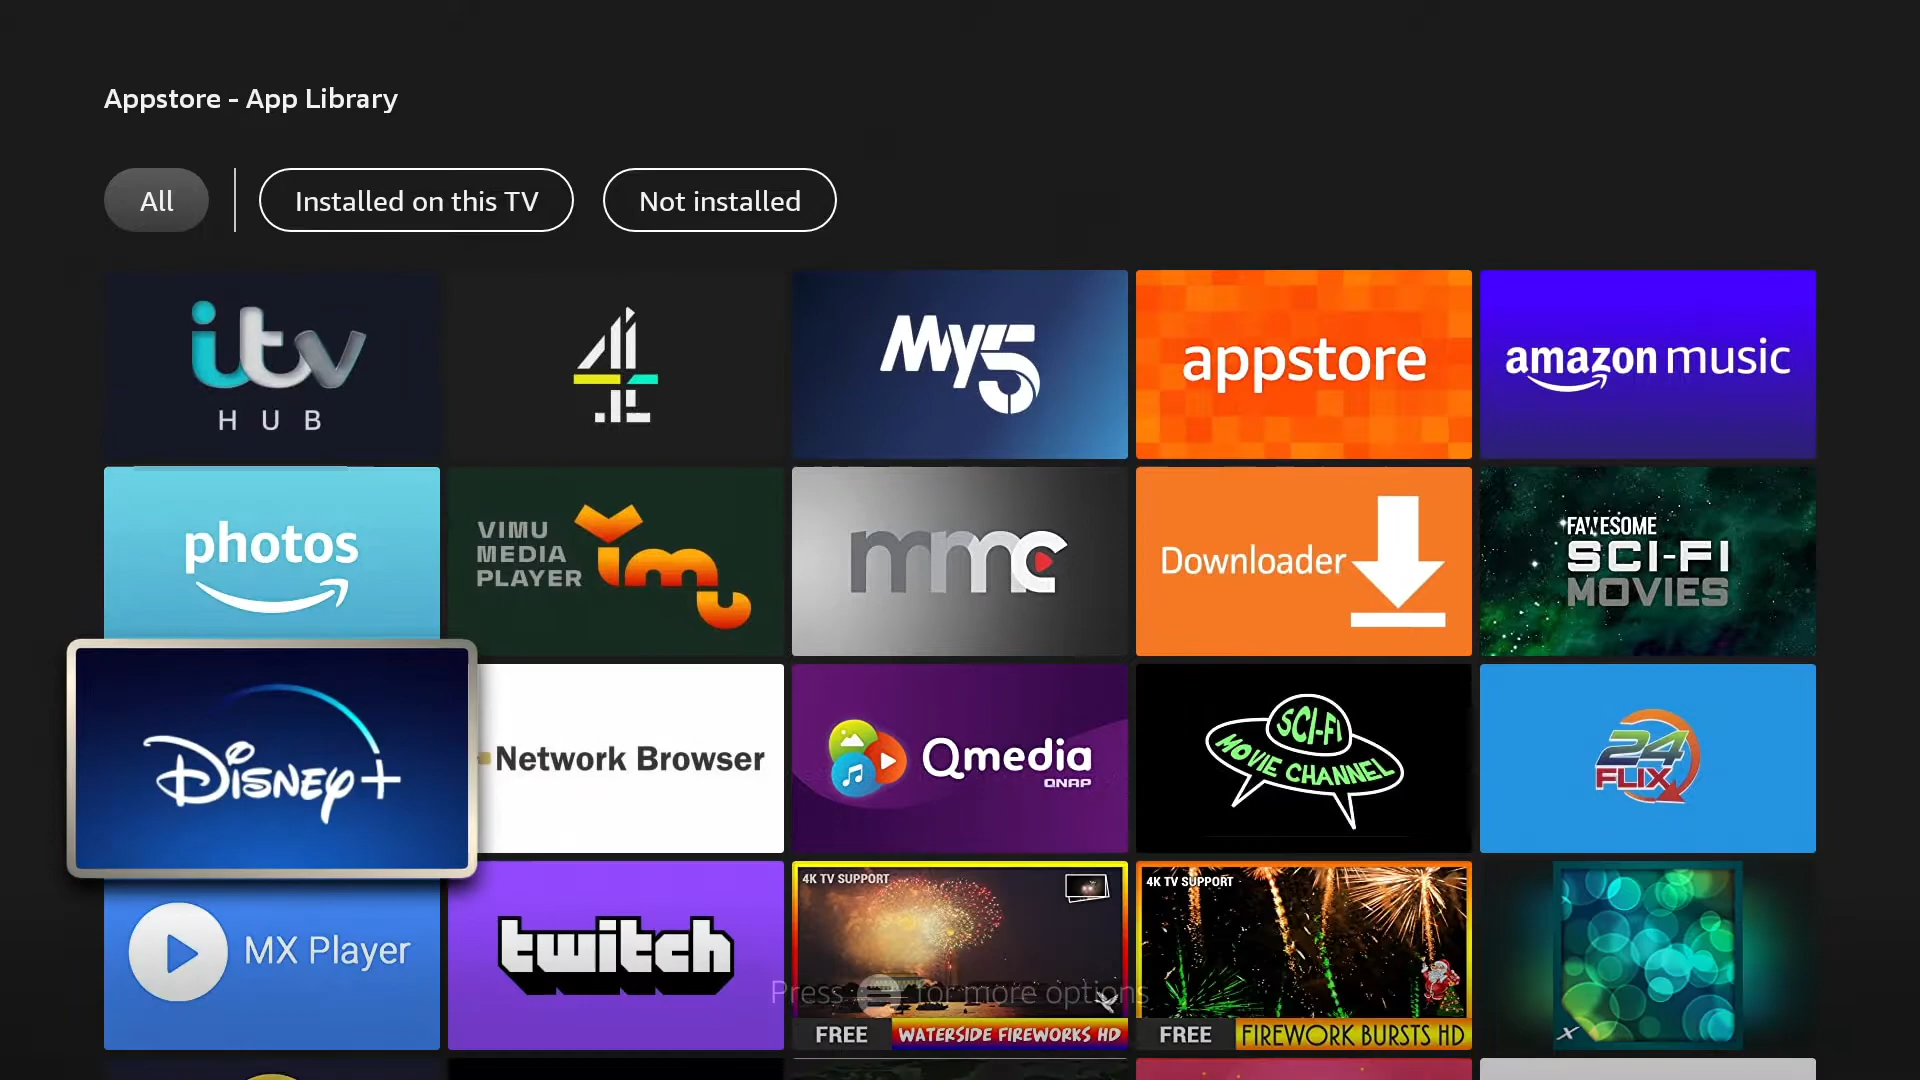 Appstore - App Library
All
Installed on this TV
Not installed
itv
HUB
4
My5
appstore
amazon music
photos
VIMU
MEDIA
PLAYER
vimu
mmc
Downloader
FAWESOME
SCI-FI
MOVIES
Disney+
Network Browser
Qmedia
QNAP
SCI-FI
MOVIE CHANNEL
24
FLIX
MX Player
twitch
4K TV SUPPORT
FREE
WATERSIDE FIREWORKS HD
4K TV SUPPORT
FREE
FIREWORK BURSTS HD
Press for more options